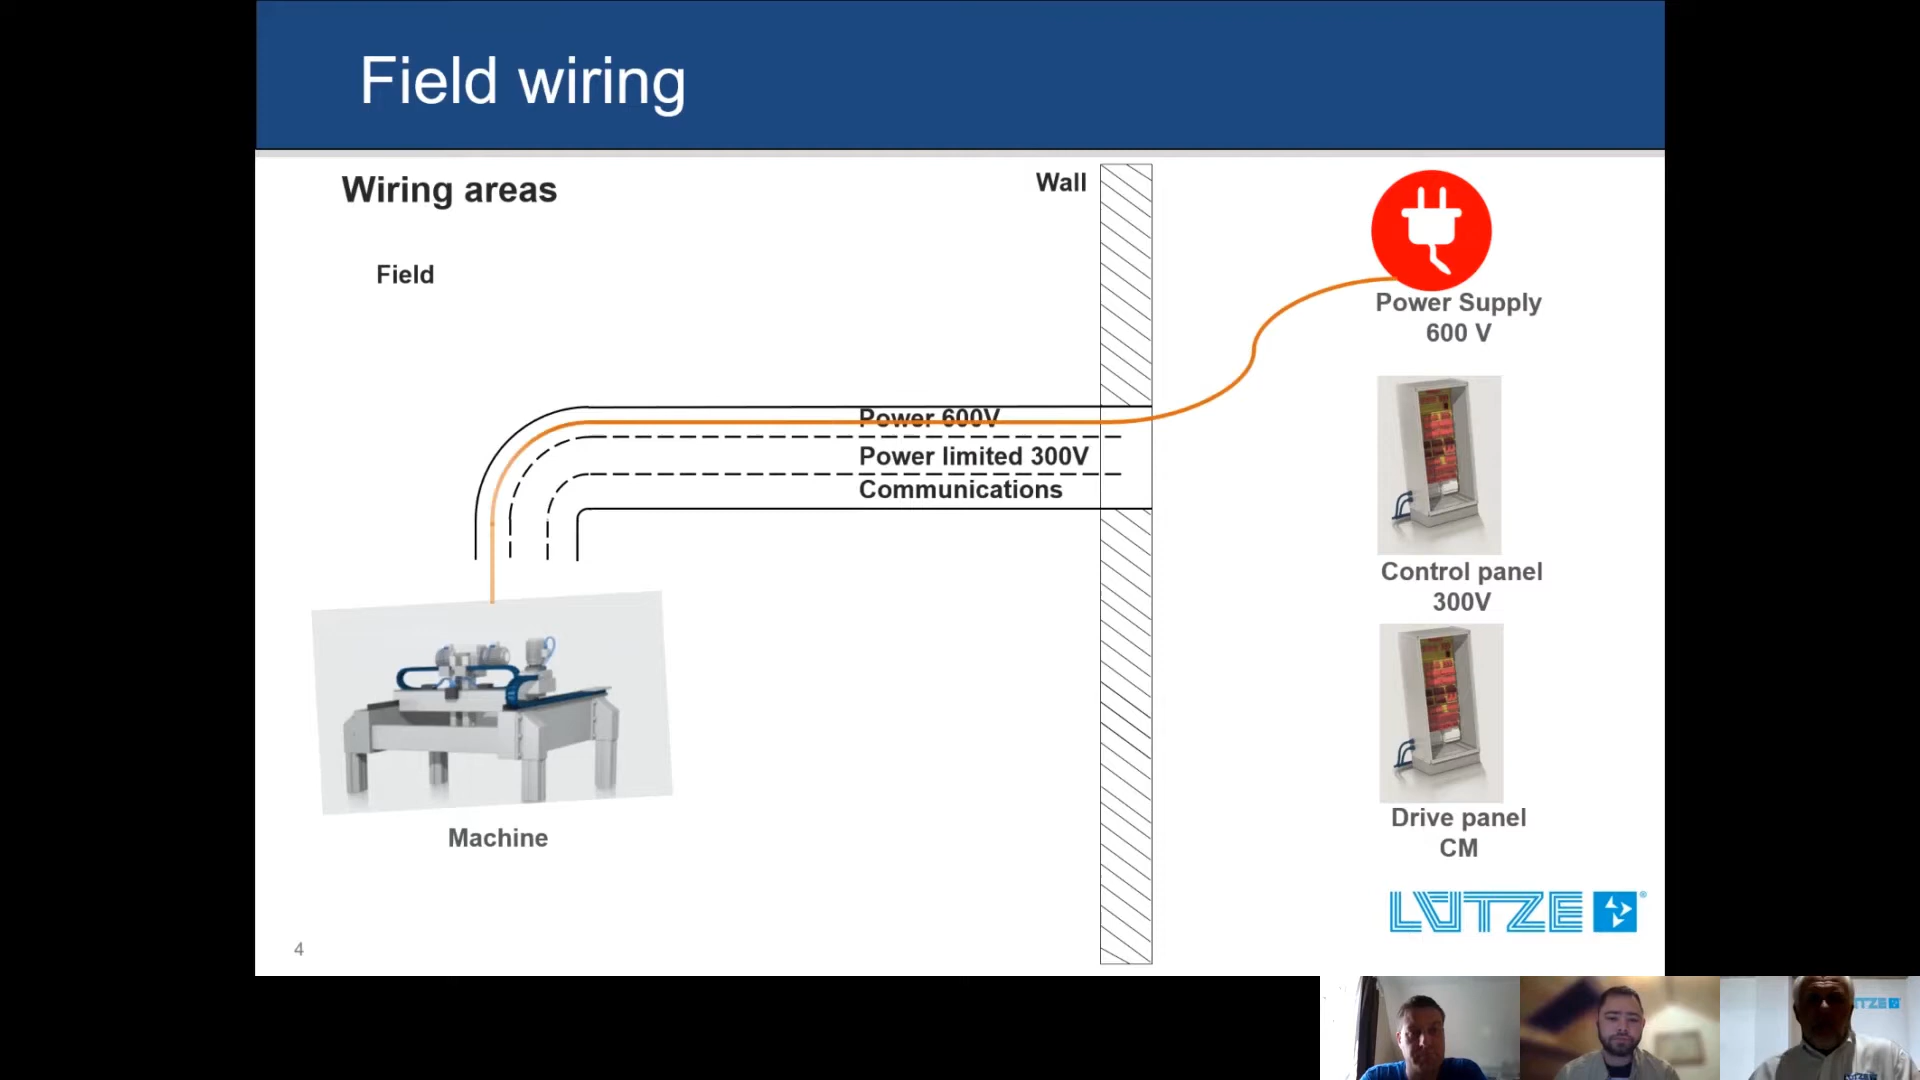 Field wiring
Wiring areas
Wall
Field
Power Supply
600 V
Power 600V
Power limited 300V
Communications
Control panel
300V
Machine
Drive panel
CM
LÜTZE®
4
TZE